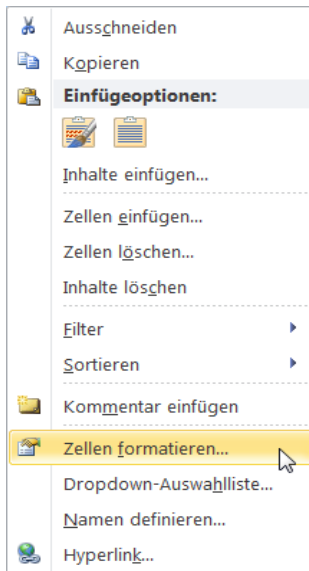 Ausschneiden
Kopieren
Einfügeoptionen:
Inhalte einfügen...
Zellen einfügen...
Zellen löschen...
Inhalte löschen
Filter
Sortieren
Kommentar einfügen
Zellen formatieren...
Dropdown-Auswahlliste...
Namen definieren...
Hyperlink...